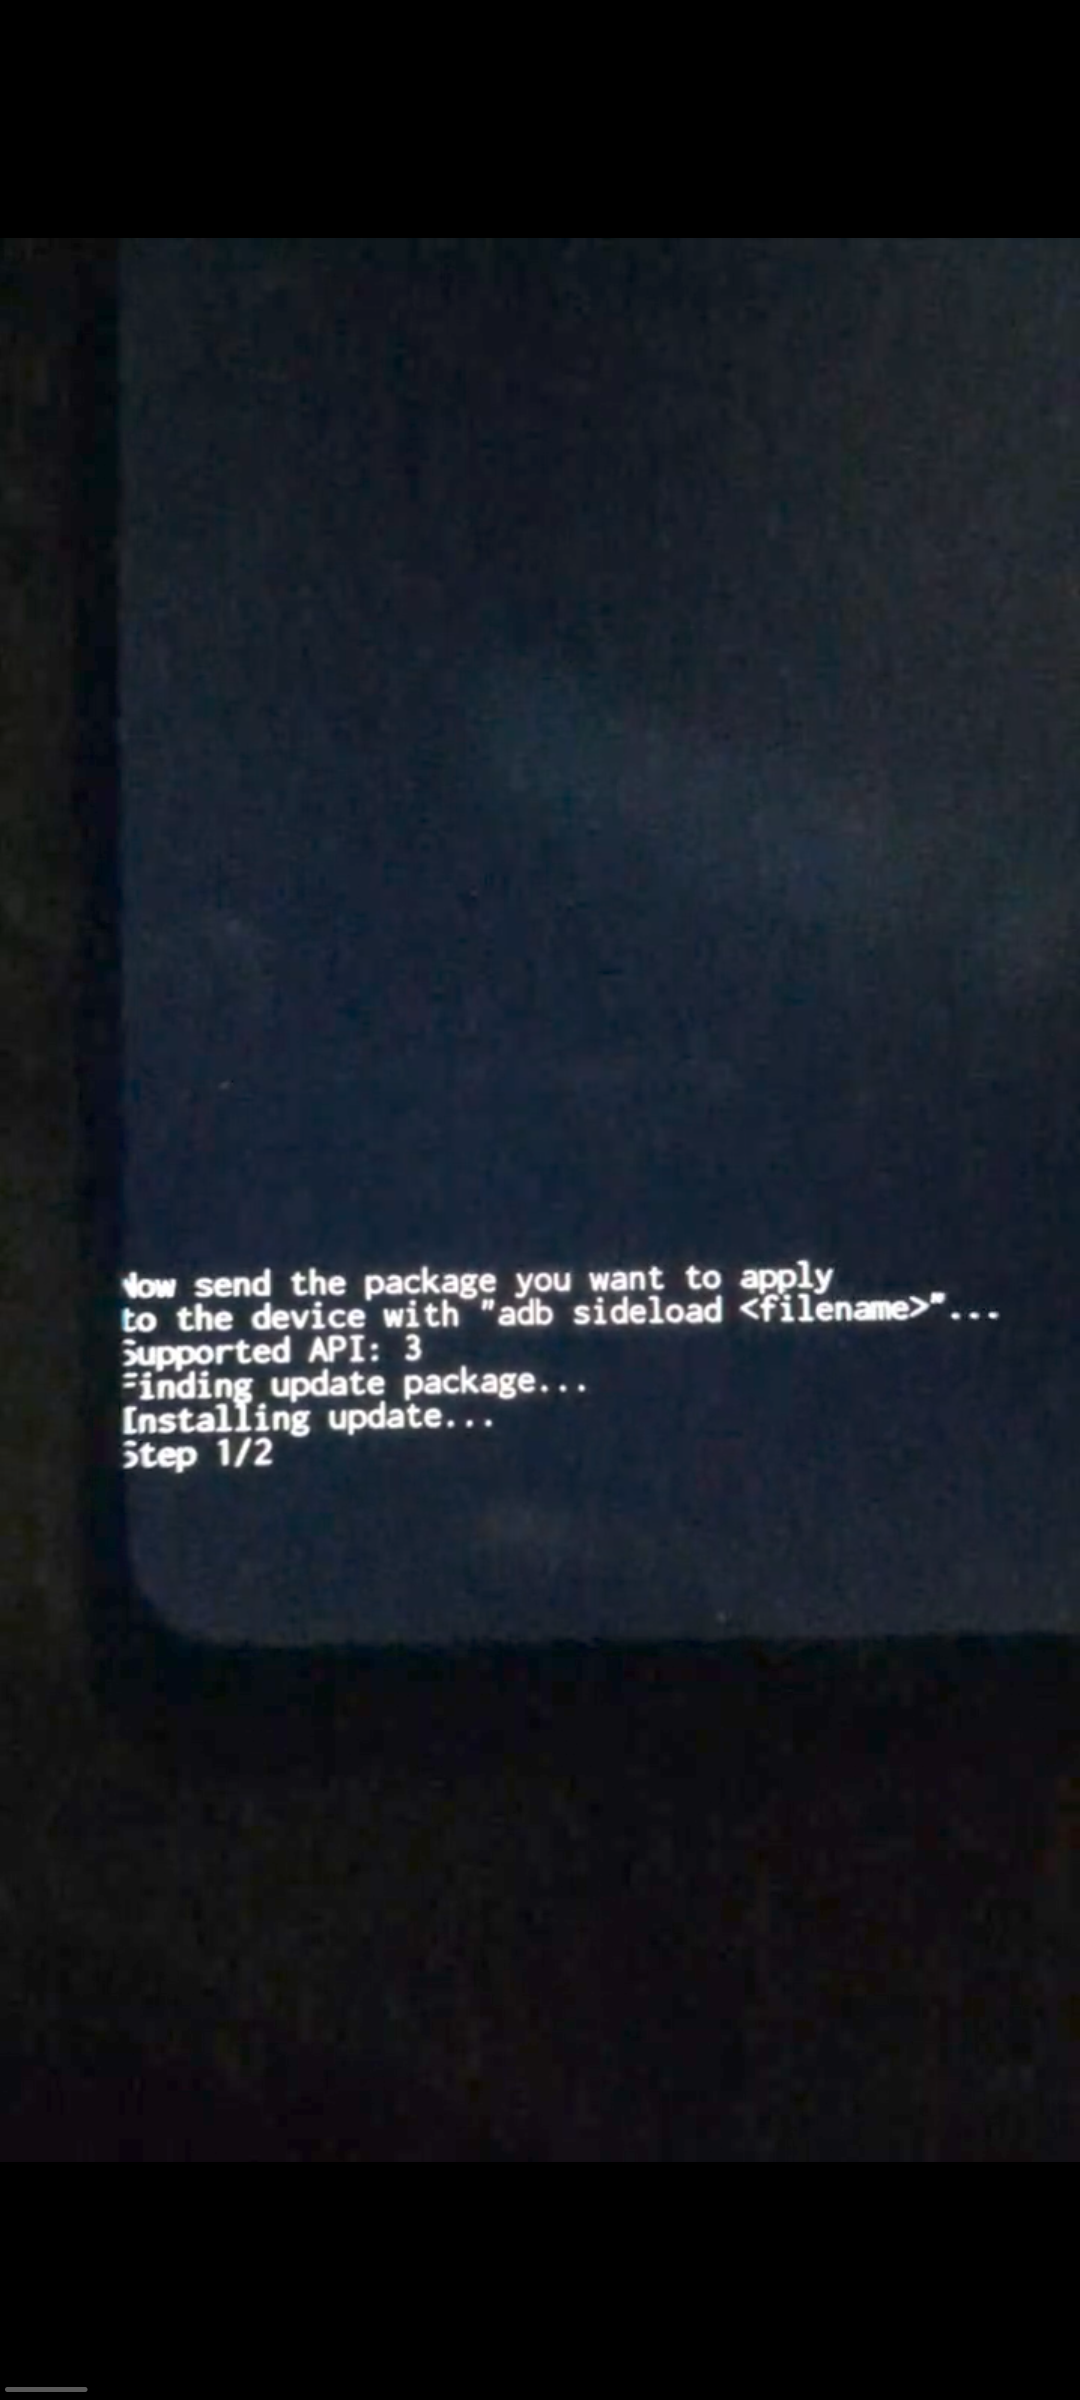 Now send the package you want to apply
to the device with "adb sideload <filename>"...
Supported API: 3
Finding update package...
Installing update...
Step 1/2